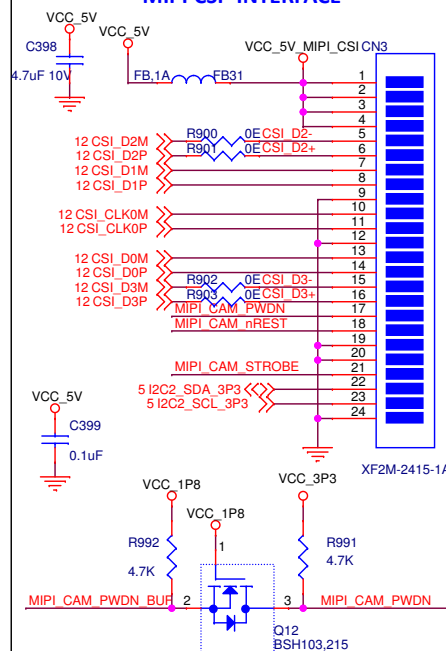 MIPI CSI INTERFACE
VCC_5V
C398
4.7uF 10V
VCC_5V
FB,1A
FB31
VCC_5V_MIPI_CSI
CN3
1
2
3
4
12 CSI_D2M R900 0E CSI_D2- 5
12 CSI_D2P R901 0E CSI_D2+ 6
12 CSI_D1M 7
12 CSI_D1P 8
9
12 CSI_CLK0M 10
12 CSI_CLK0P 11
12
12 CSI_D0M 13
12 CSI_D0P 14
12 CSI_D3M R902 0E CSI_D3- 15
12 CSI_D3P R903 0E CSI_D3+ 16
MIPI_CAM_PWDN 17
MIPI_CAM_nREST 18
19
20
MIPI_CAM_STROBE 21
5 I2C2_SDA_3P3 22
5 I2C2_SCL_3P3 23
24
XF2M-2415-1A
VCC_5V
C399
0.1uF
VCC_1P8
VCC_1P8
VCC_3P3
R992
4.7K
1
R991
4.7K
MIPI_CAM_PWDN_BUF 2
3 MIPI_CAM_PWDN
Q12
BSH103,215